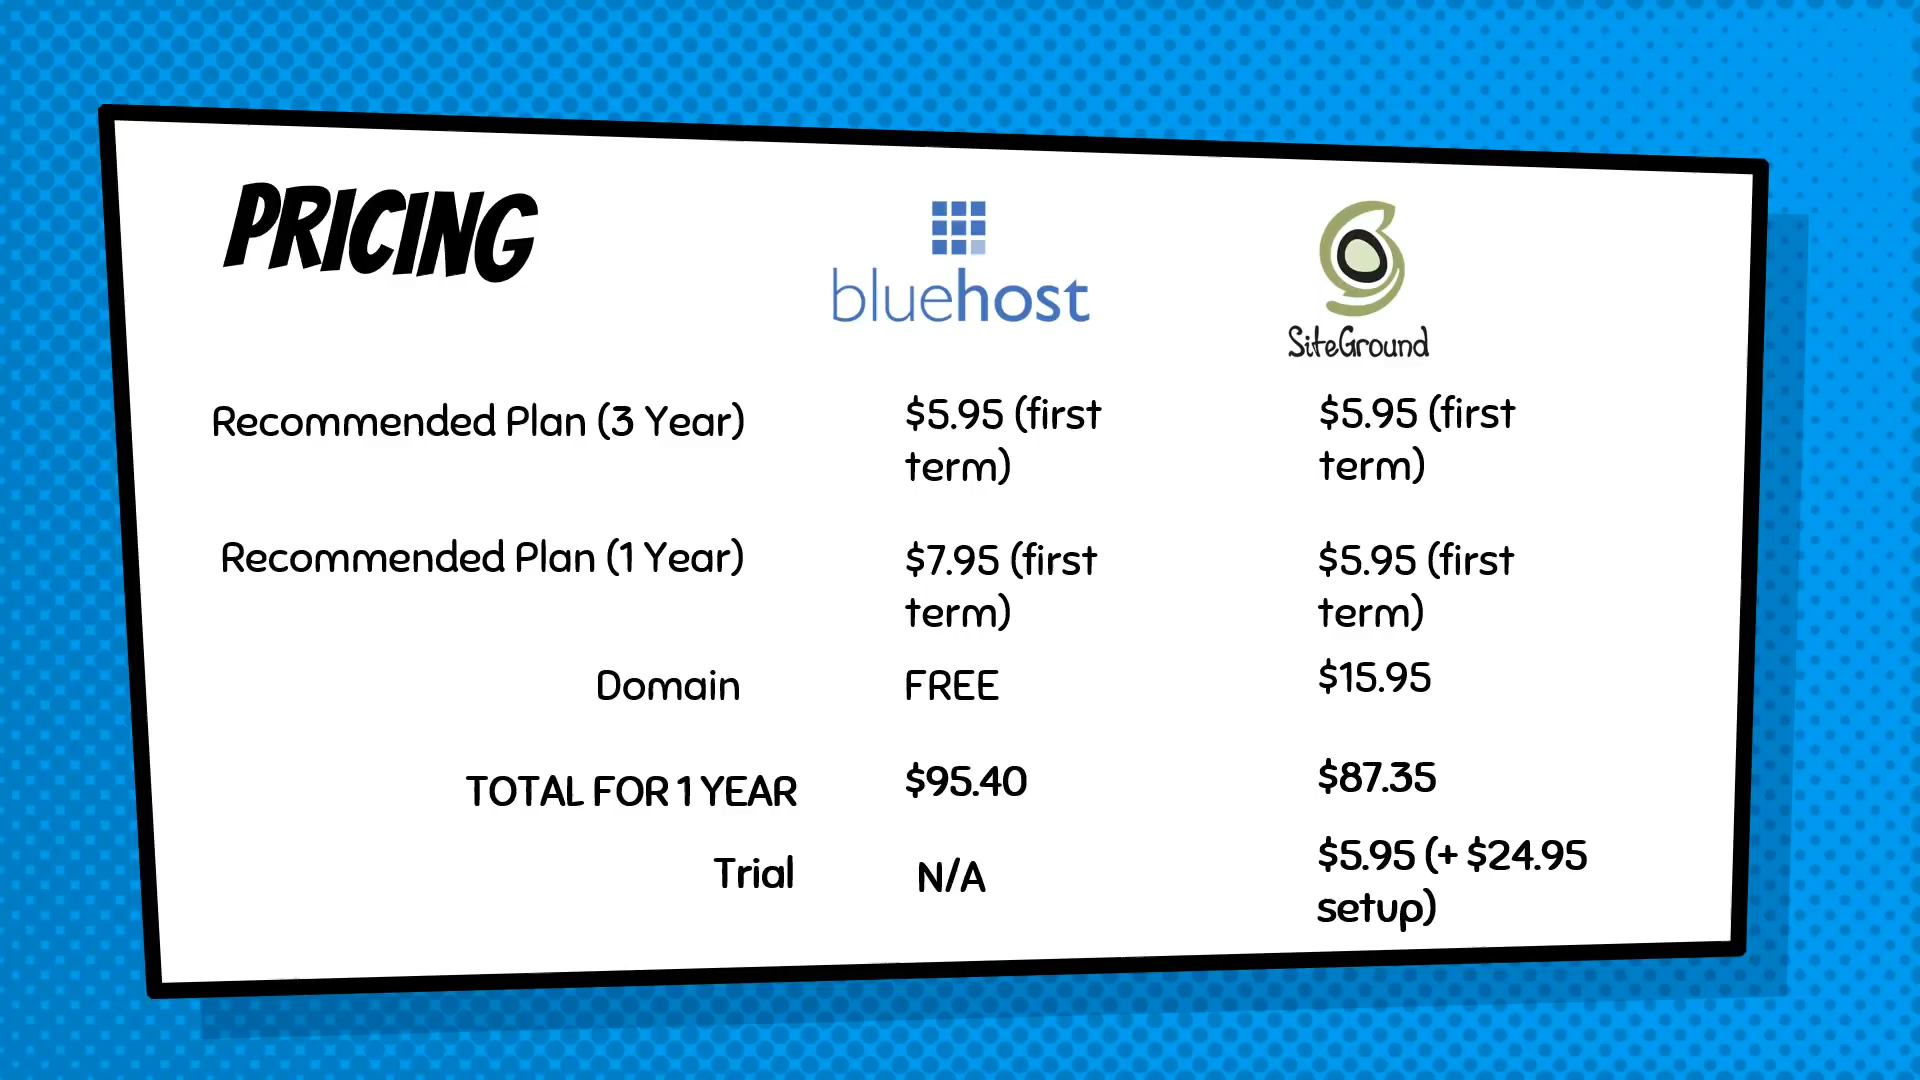 PRICING
bluehost
SiteGround
Recommended Plan (3 Year)
$5.95 (first
term)
$5.95 (first
term)
Recommended Plan (1 Year)
$7.95 (first
term)
$5.95 (first
term)
Domain
FREE
$15.95
TOTAL FOR 1 YEAR
$95.40
$87.35
Trial
N/A
$5.95 (+ $24.95
setup)